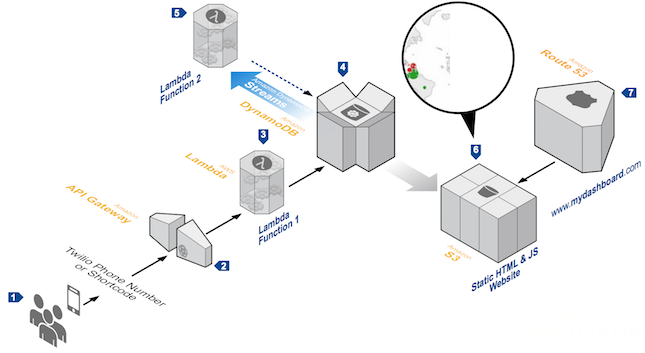 5
Lambda
Function 2
Amazon Dynamo
Streams
Amazon
DynamoDB
4
3
AWS
Lambda
Lambda
Function 1
Amazon
API Gateway
2
Twilio Phone Number
or Shortcode
1
6
Amazon
S3
Static HTML & JS
Website
Amazon
Route 53
7
www.mydashboard.com